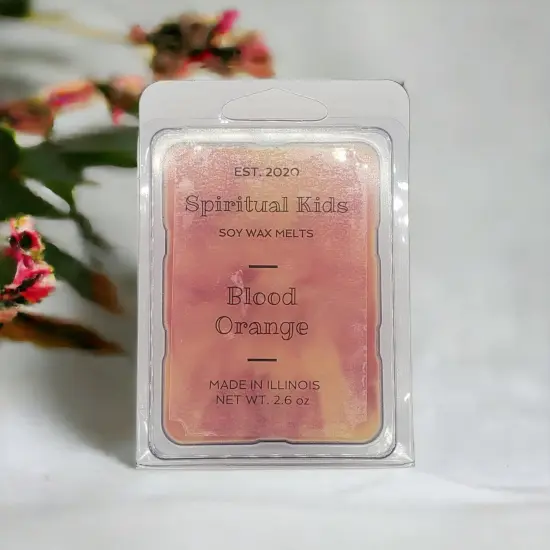 EST. 2020
Spiritual Kids
SOY WAX MELTS
Blood
Orange
MADE IN ILLINOIS
NET WT. 2.6 oz